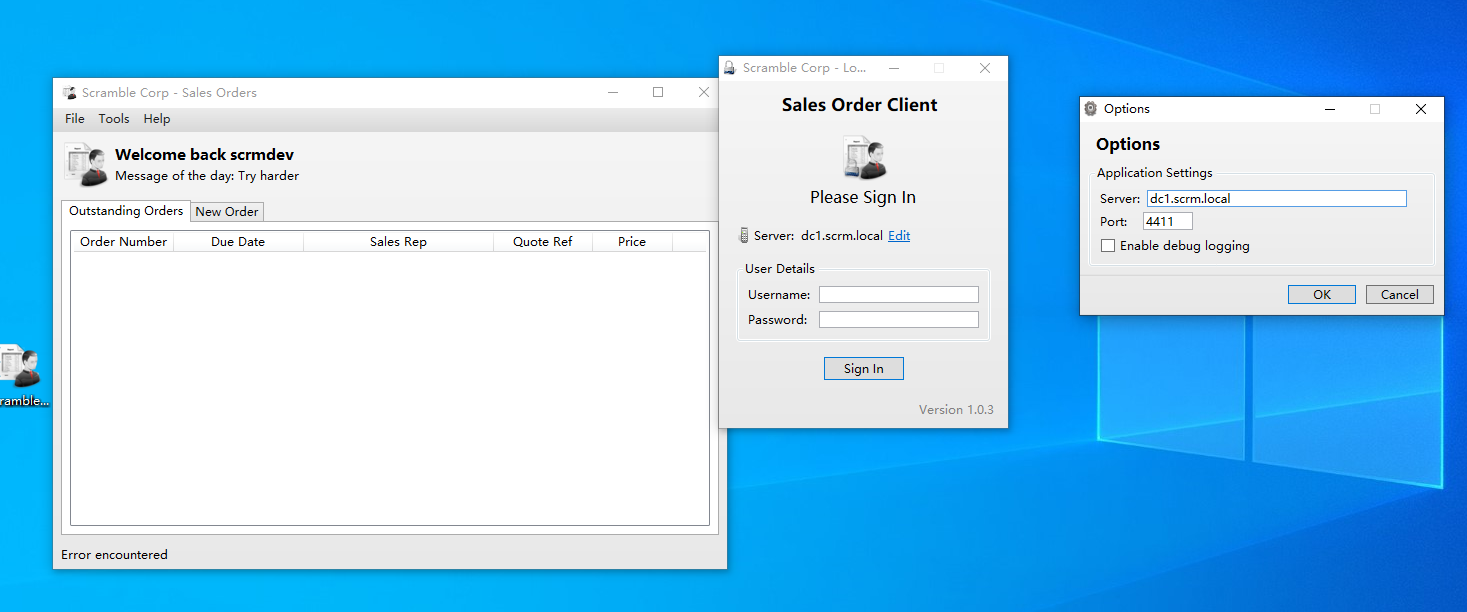 Scramble Corp - Sales Orders
File Tools Help
Welcome back scrmdev
Message of the day: Try harder
Outstanding Orders New Order
Order Number Due Date Sales Rep Quote Ref Price
Error encountered
ramble...
Scramble Corp - Lo...
Sales Order Client
Please Sign In
Server: dc1.scrm.local Edit
User Details
Username:
Password:
Sign In
Version 1.0.3
Options
Options
Application Settings
Server: dc1.scrm.local
Port: 4411
Enable debug logging
OK Cancel